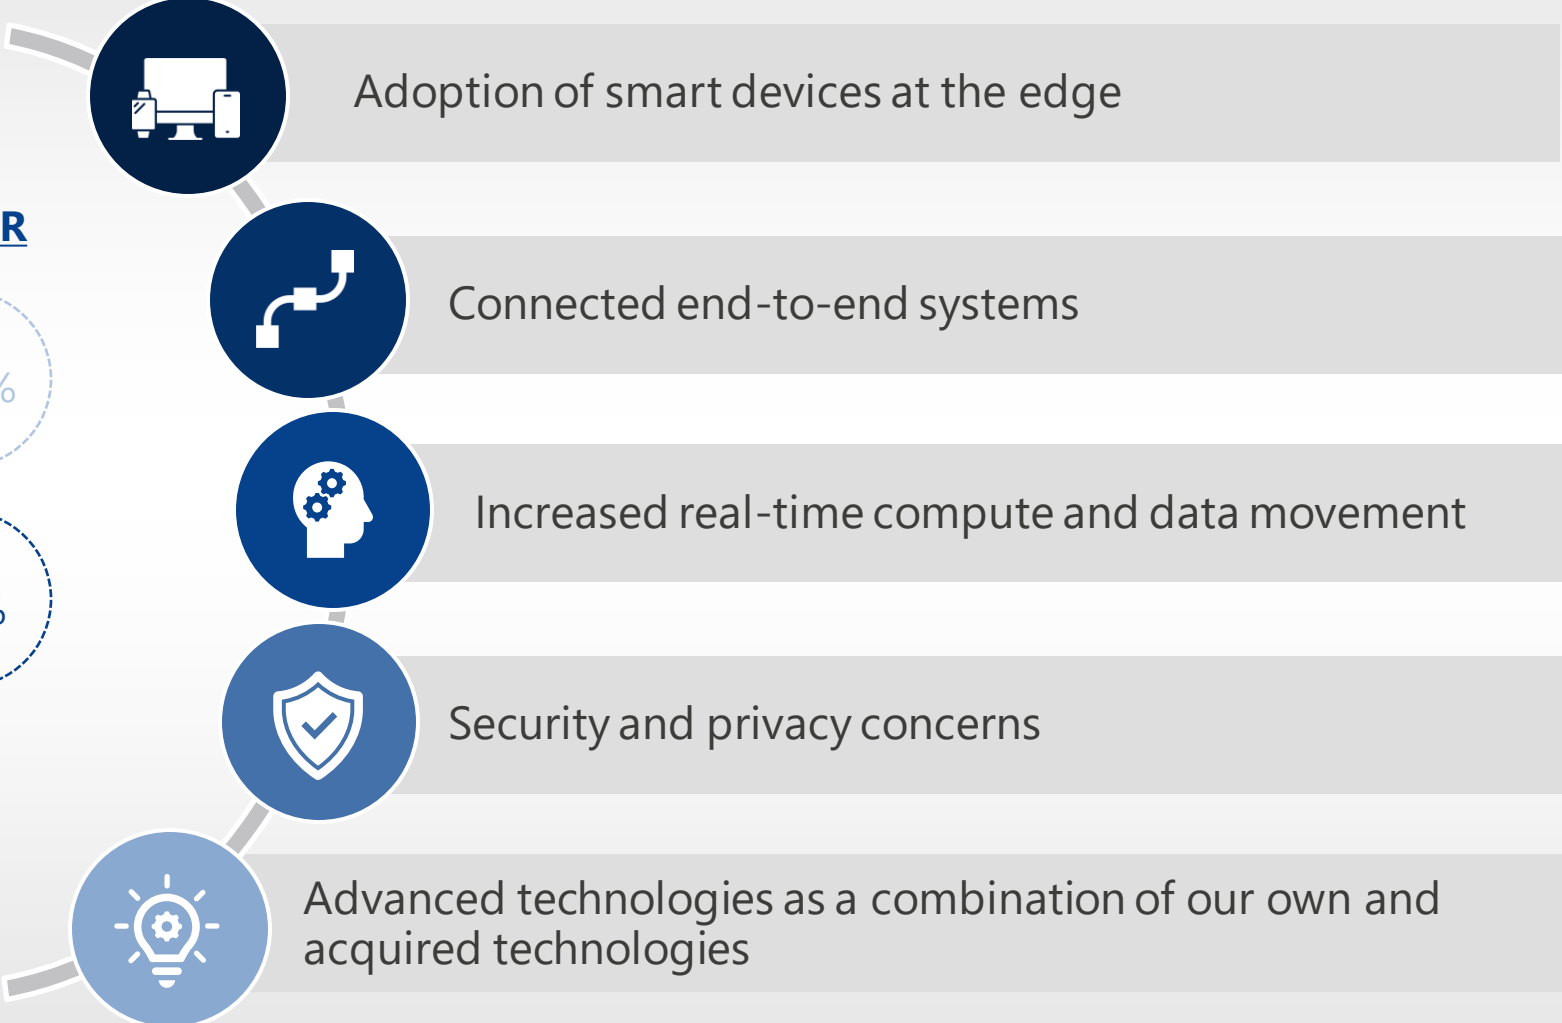 Adoption of smart devices at the edge
R
Connected end-to-end systems
%
Increased real-time compute and data movement
%
Security and privacy concerns
Advanced technologies as a combination of our own and
acquired technologies